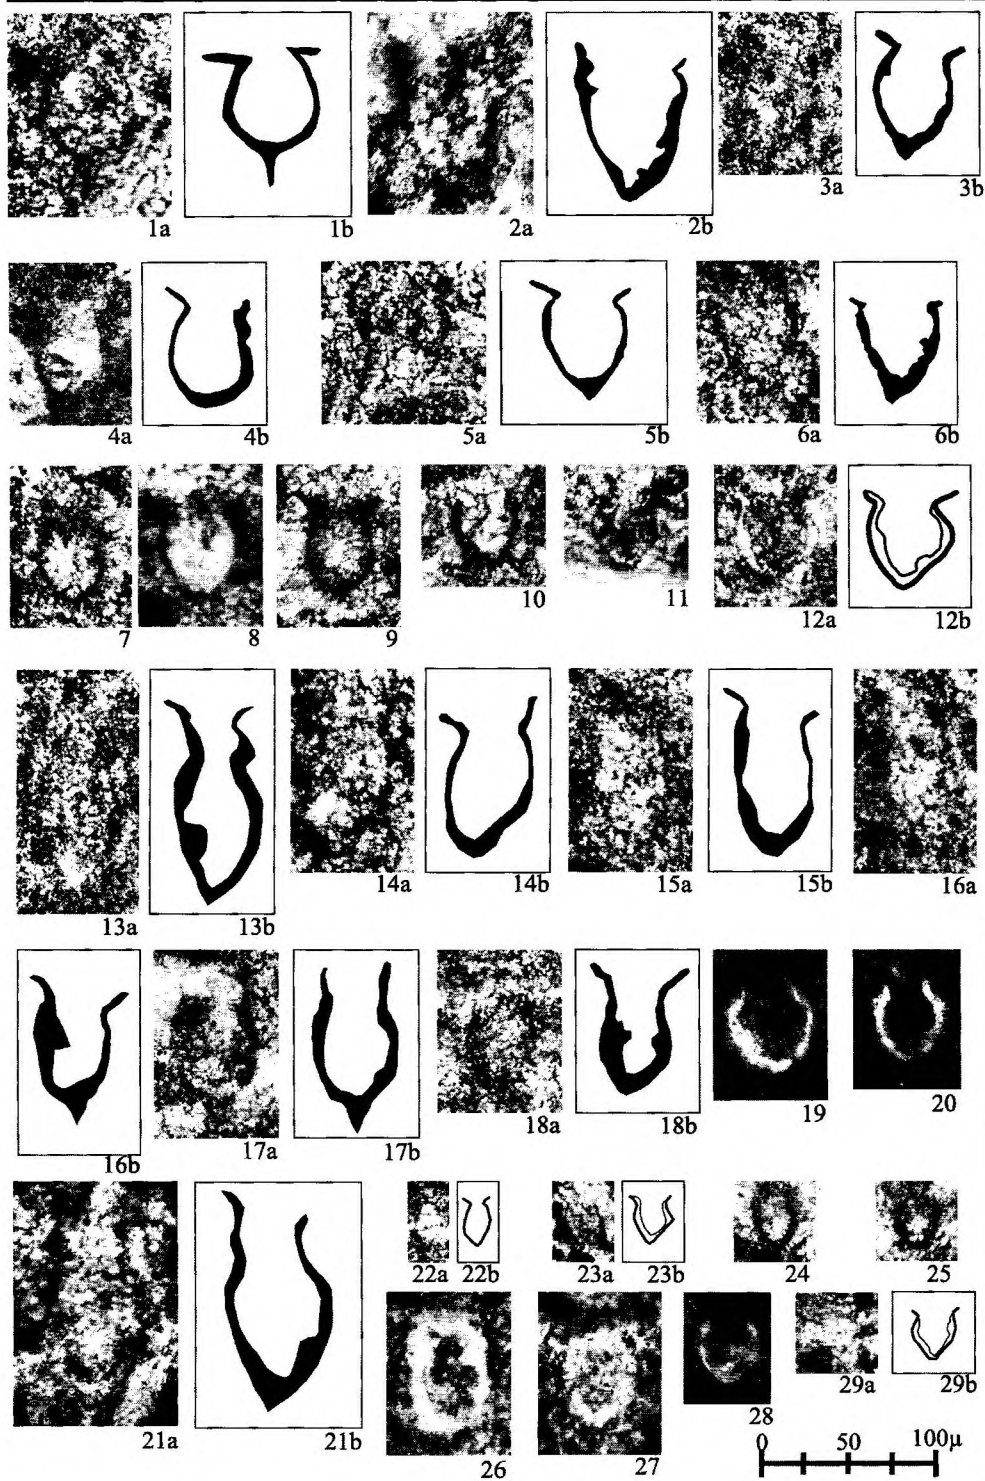 1a 1b 2a 2b 3a 3b
4a 4b 5a 5b 6a 6b
7 8 9 10 11 12a 12b
13a 13b 14a 14b 15a 15b 16a
16b 17a 17b 18a 18b 19 20
21a 21b 22a 22b 23a 23b 24 25
26 27 28 29a 29b
0 50 100μ